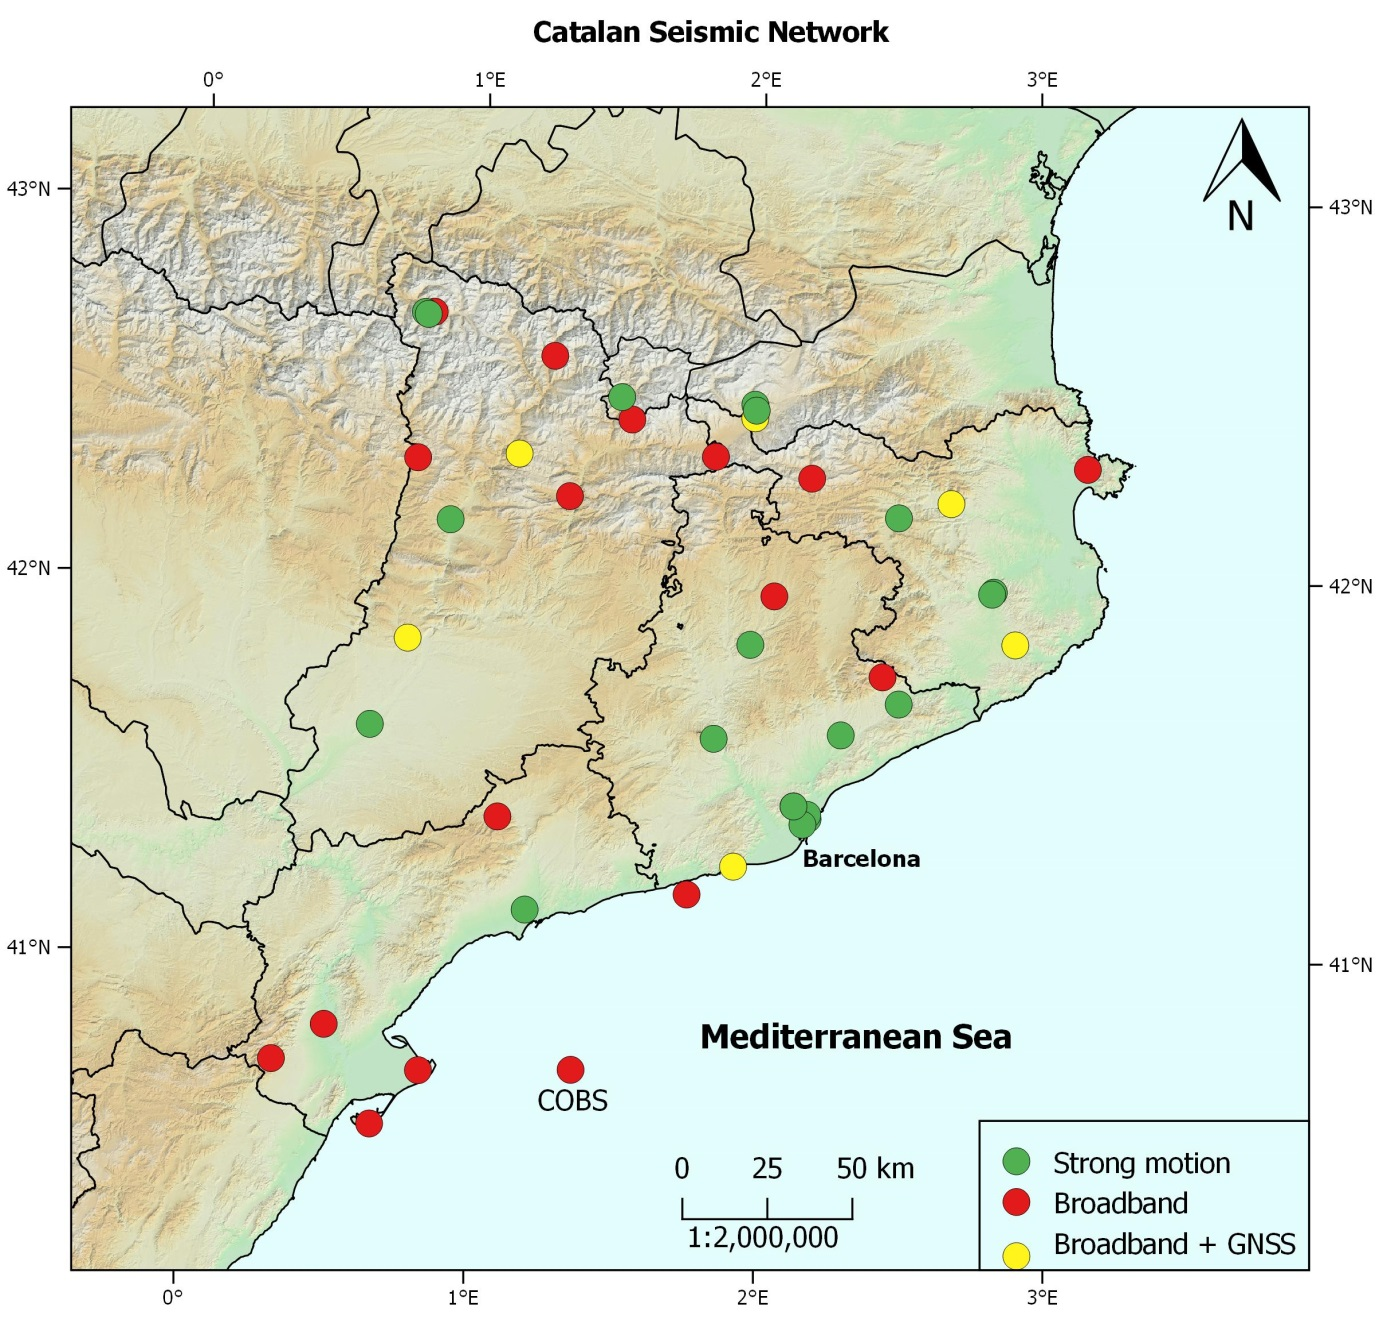 Catalan Seismic Network
0° 1°E 2°E 3°E
43°N 43°N
N
42°N 42°N
Barcelona
41°N 41°N
Mediterranean Sea
COBS
0 25 50 km
1:2,000,000
Strong motion
Broadband
Broadband + GNSS
0° 1°E 2°E 3°E